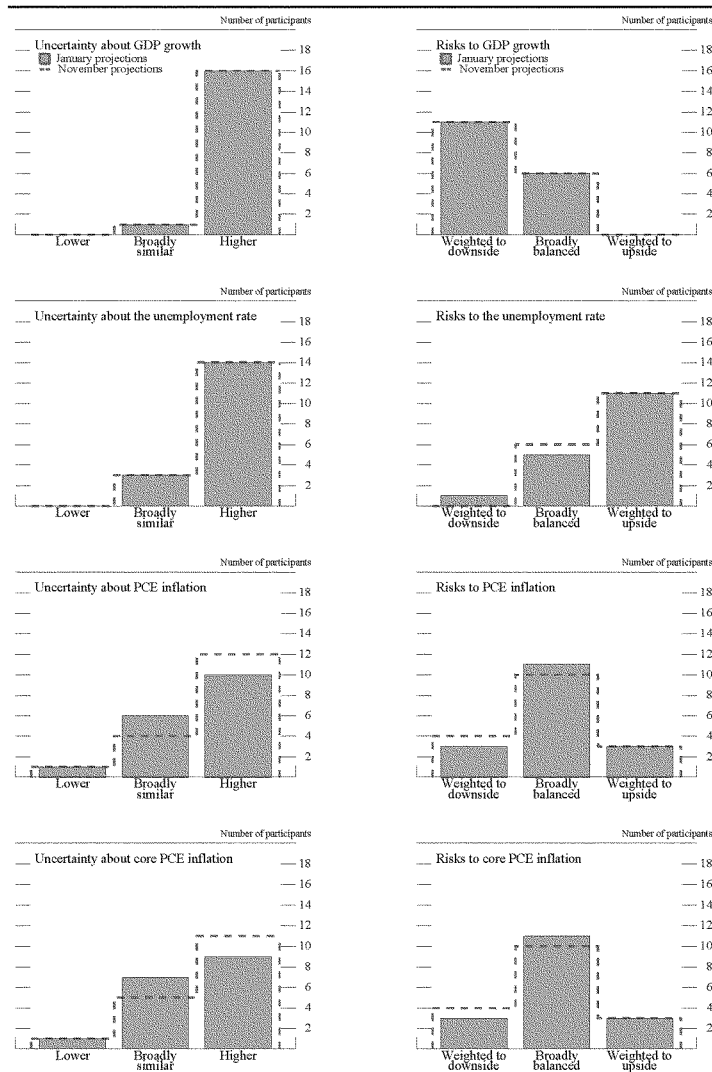 Number of participants
Uncertainty about GDP growth
January projections
November projections
18
16
14
12
10
8
6
4
2
Lower
Broadly
similar
Higher
Number of participants
Risks to GDP growth
January projections
November projections
18
16
14
12
10
8
6
4
2
Weighted to
downside
Broadly
balanced
Weighted to
upside
Number of participants
Uncertainty about the unemployment rate
18
16
14
12
10
8
6
4
2
Lower
Broadly
similar
Higher
Number of participants
Risks to the unemployment rate
18
16
14
12
10
8
6
4
2
Weighted to
downside
Broadly
balanced
Weighted to
upside
Number of participants
Uncertainty about PCE inflation
18
16
14
12
10
8
6
4
2
Lower
Broadly
similar
Higher
Number of participants
Risks to PCE inflation
18
16
14
12
10
8
6
4
2
Weighted to
downside
Broadly
balanced
Weighted to
upside
Number of participants
Uncertainty about core PCE inflation
18
16
14
12
10
8
6
4
2
Lower
Broadly
similar
Higher
Number of participants
Risks to core PCE inflation
18
16
14
12
10
8
6
4
2
Weighted to
downside
Broadly
balanced
Weighted to
upside